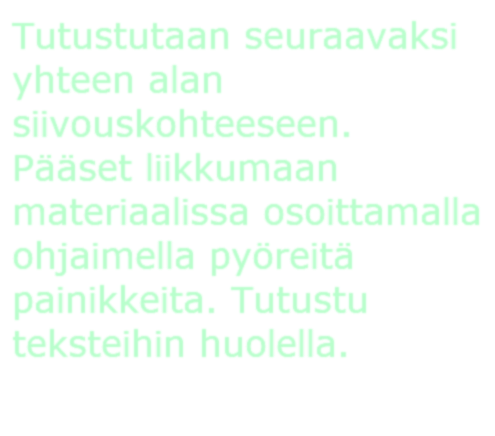 Tutustutaan seuraavaksi
yhteen alan
siivouskohteeseen.
Pääset liikkumaan
materiaalissa osoittamalla
ohjaimella pyöreitä
painikkeita. Tutustu
teksteihin huolella.